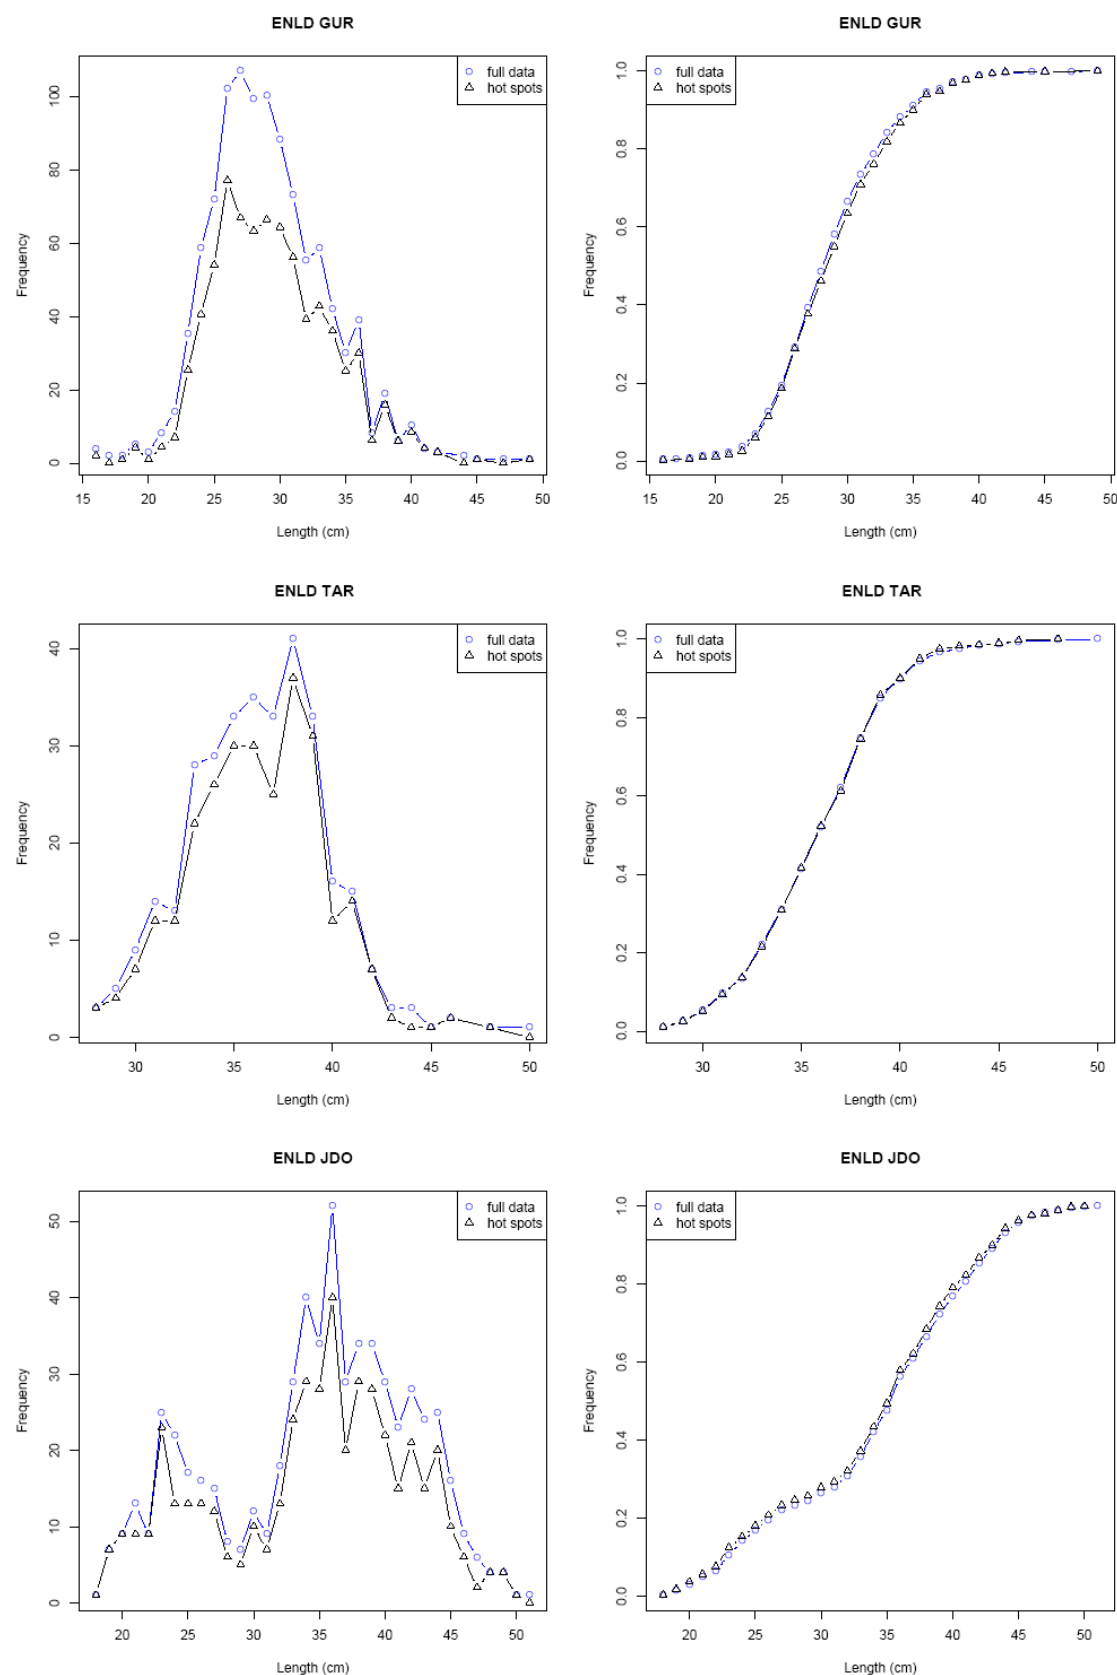 ENLD GUR
full data
hot spots
Frequency
0 20 40 60 80 100
15 20 25 30 35 40 45 50
Length (cm)
ENLD GUR
full data
hot spots
Frequency
0.0 0.2 0.4 0.6 0.8 1.0
15 20 25 30 35 40 45 50
Length (cm)
ENLD TAR
full data
hot spots
Frequency
0 10 20 30 40
30 35 40 45 50
Length (cm)
ENLD TAR
full data
hot spots
Frequency
0.0 0.2 0.4 0.6 0.8 1.0
30 35 40 45 50
Length (cm)
ENLD JDO
full data
hot spots
Frequency
0 10 20 30 40 50
20 25 30 35 40 45 50
Length (cm)
ENLD JDO
full data
hot spots
Frequency
0.0 0.2 0.4 0.6 0.8 1.0
20 25 30 35 40 45 50
Length (cm)